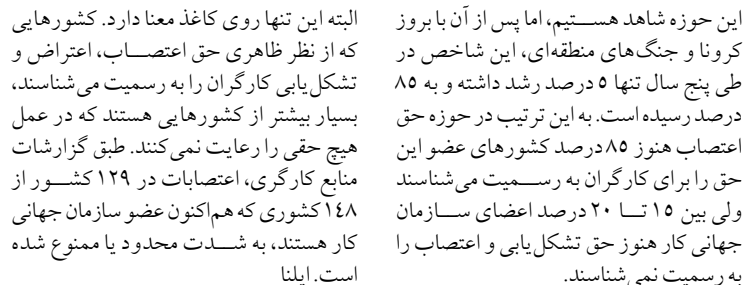 این حوزه شاهد هستیم، اما پس از آن با بروز
کرونا و جنگ‌های منطقه‌ای، این شاخص در
طی پنج سال تنها ۵ درصد رشد داشته و به ۸۵
درصد رسیده است. به این ترتیب در حوزه حق
اعتصاب هنوز ۸۵ درصد کشورهای عضو این
حق را برای کارگران به رسمیت می‌شناسند
ولی بین ۱۵ تا ۲۰ درصد اعضای سازمان
جهانی کار هنوز حق تشکل‌یابی و اعتصاب را
به رسمیت نمی‌شناسند.
البته این تنها روی کاغذ معنا دارد. کشورهایی
که از نظر ظاهری حق اعتصاب، اعتراض و
تشکل‌یابی کارگران را به رسمیت می‌شناسند،
بسیار بیشتر از کشورهایی هستند که در عمل
هیچ حقی را رعایت نمی‌کنند. طبق گزارشات
منابع کارگری، اعتصابات در ۱۲۹ کشور از
۱۴۸ کشوری که هم‌اکنون عضو سازمان جهانی
کار هستند، به شدت محدود یا ممنوع شده
است. ایلنا